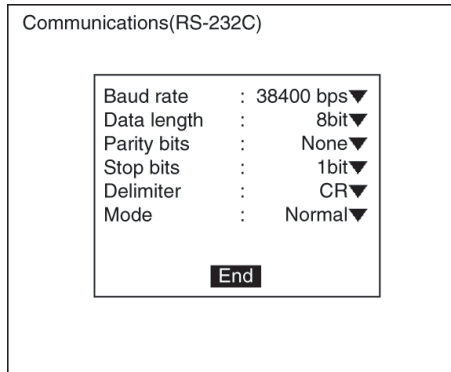 Communications(RS-232C)
Baud rate : 38400 bps▼
Data length : 8bit▼
Parity bits : None▼
Stop bits : 1bit▼
Delimiter : CR▼
Mode : Normal▼
End